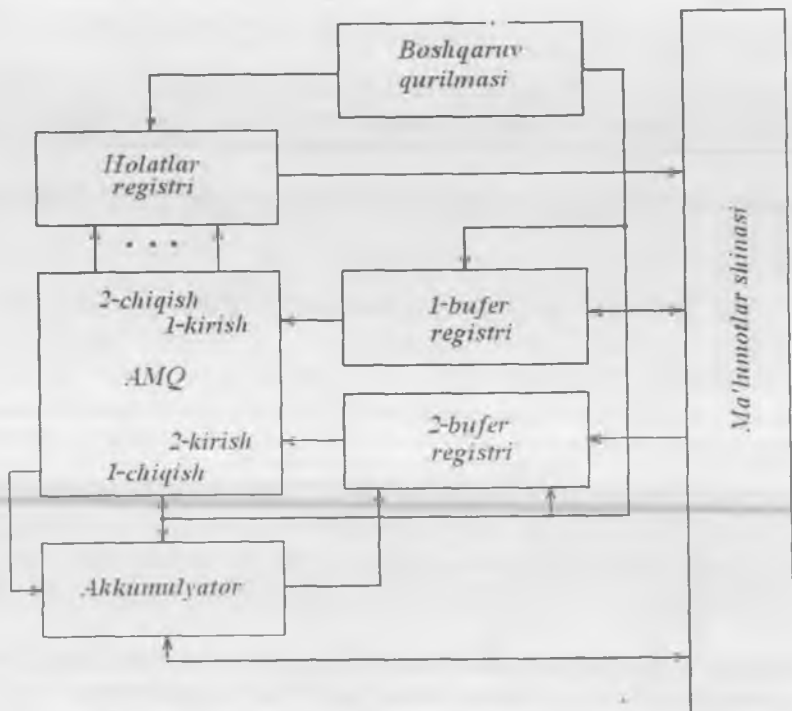 Boshqaruv
qurilmasi
Holatlar
registri
2-chiqish
1-kirish
AMQ
2-kirish
1-chiqish
1-bufer
registri
2-bufer
registri
Akkumulyator
Ma'lumotlar shinasi